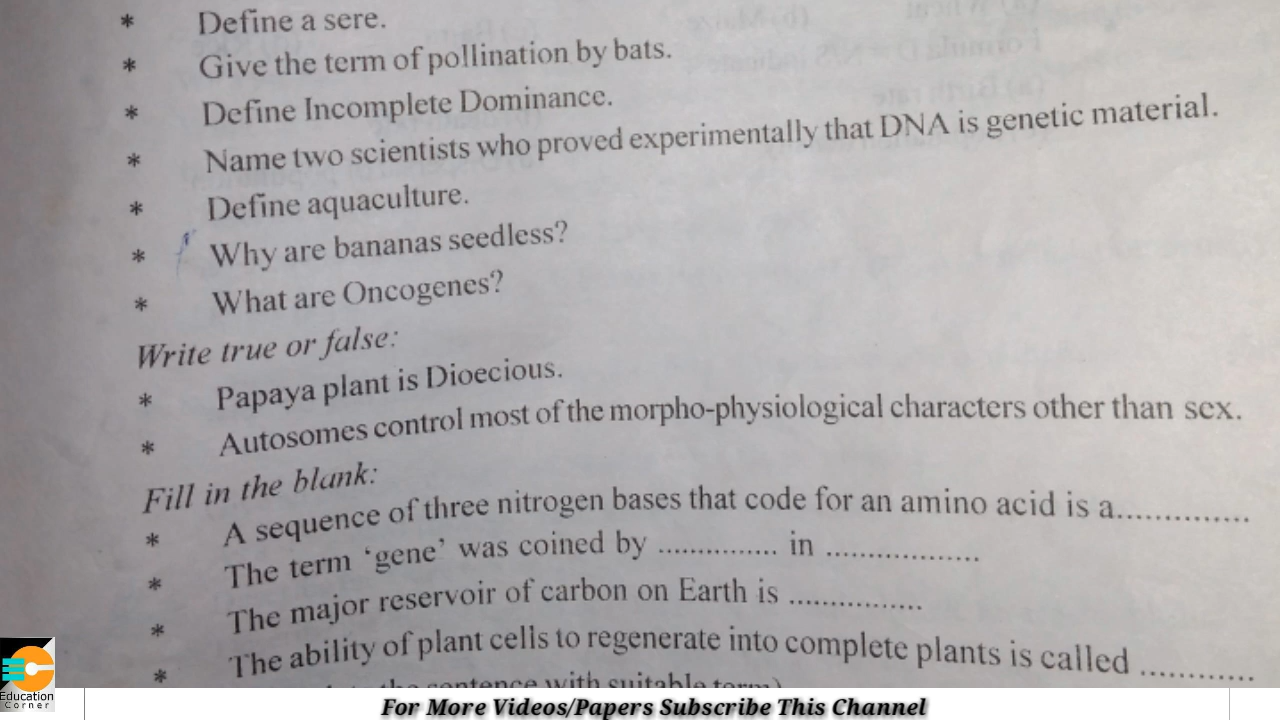 * Define a sere.
* Give the term of pollination by bats.
* Define Incomplete Dominance.
* Name two scientists who proved experimentally that DNA is genetic material.
* Define aquaculture.
* Why are bananas seedless?
* What are Oncogenes?
Write true or false:
* Papaya plant is Dioecious.
* Autosomes control most of the morpho-physiological characters other than sex.
Fill in the blank:
* A sequence of three nitrogen bases that code for an amino acid is a..............
* The term ‘gene’ was coined by .............. in ..................
* The major reservoir of carbon on Earth is ................
* The ability of plant cells to regenerate into complete plants is called .............
the sentence with suitable term)
Education
Corner
For More Videos/Papers Subscribe This Channel